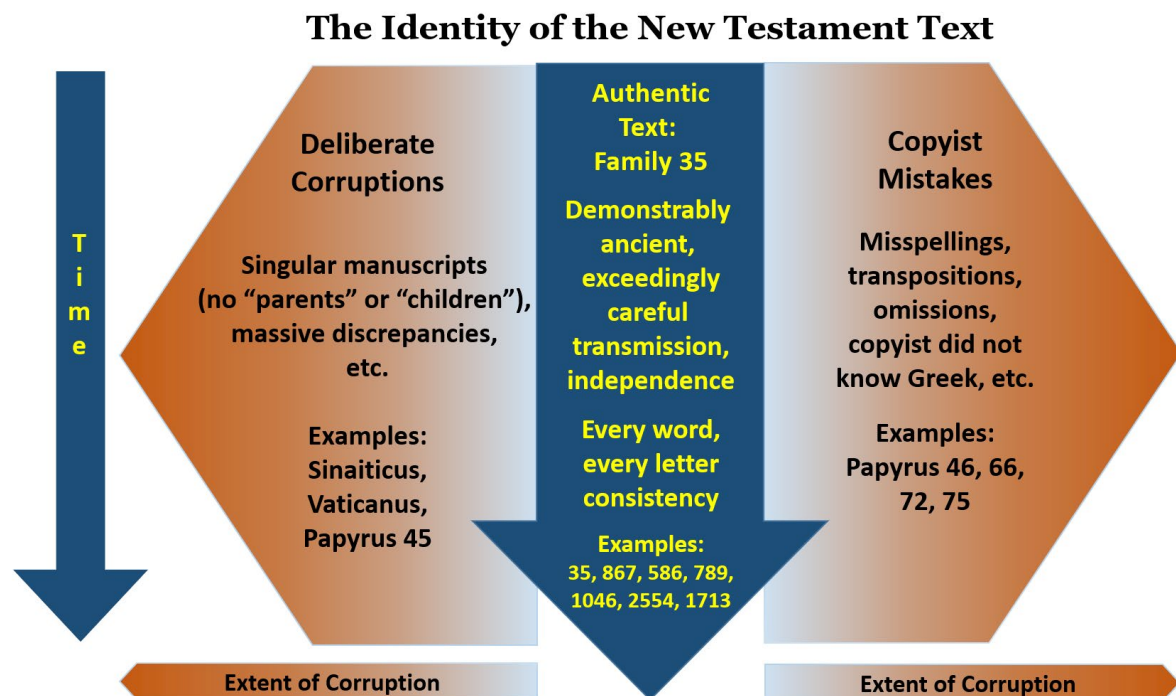 The Identity of the New Testament Text
T
i
m
e
Deliberate
Corruptions
Singular manuscripts
(no “parents” or “children”),
massive discrepancies,
etc.
Examples:
Sinaiticus,
Vaticanus,
Papyrus 45
Extent of Corruption
Authentic
Text:
Family 35
Demonstrably
ancient,
exceedingly
careful
transmission,
independence
Every word,
every letter
consistency
Examples:
35, 867, 586, 789,
1046, 2554, 1713
Copyist
Mistakes
Misspellings,
transpositions,
omissions,
copyist did not
know Greek, etc.
Examples:
Papyrus 46, 66,
72, 75
Extent of Corruption